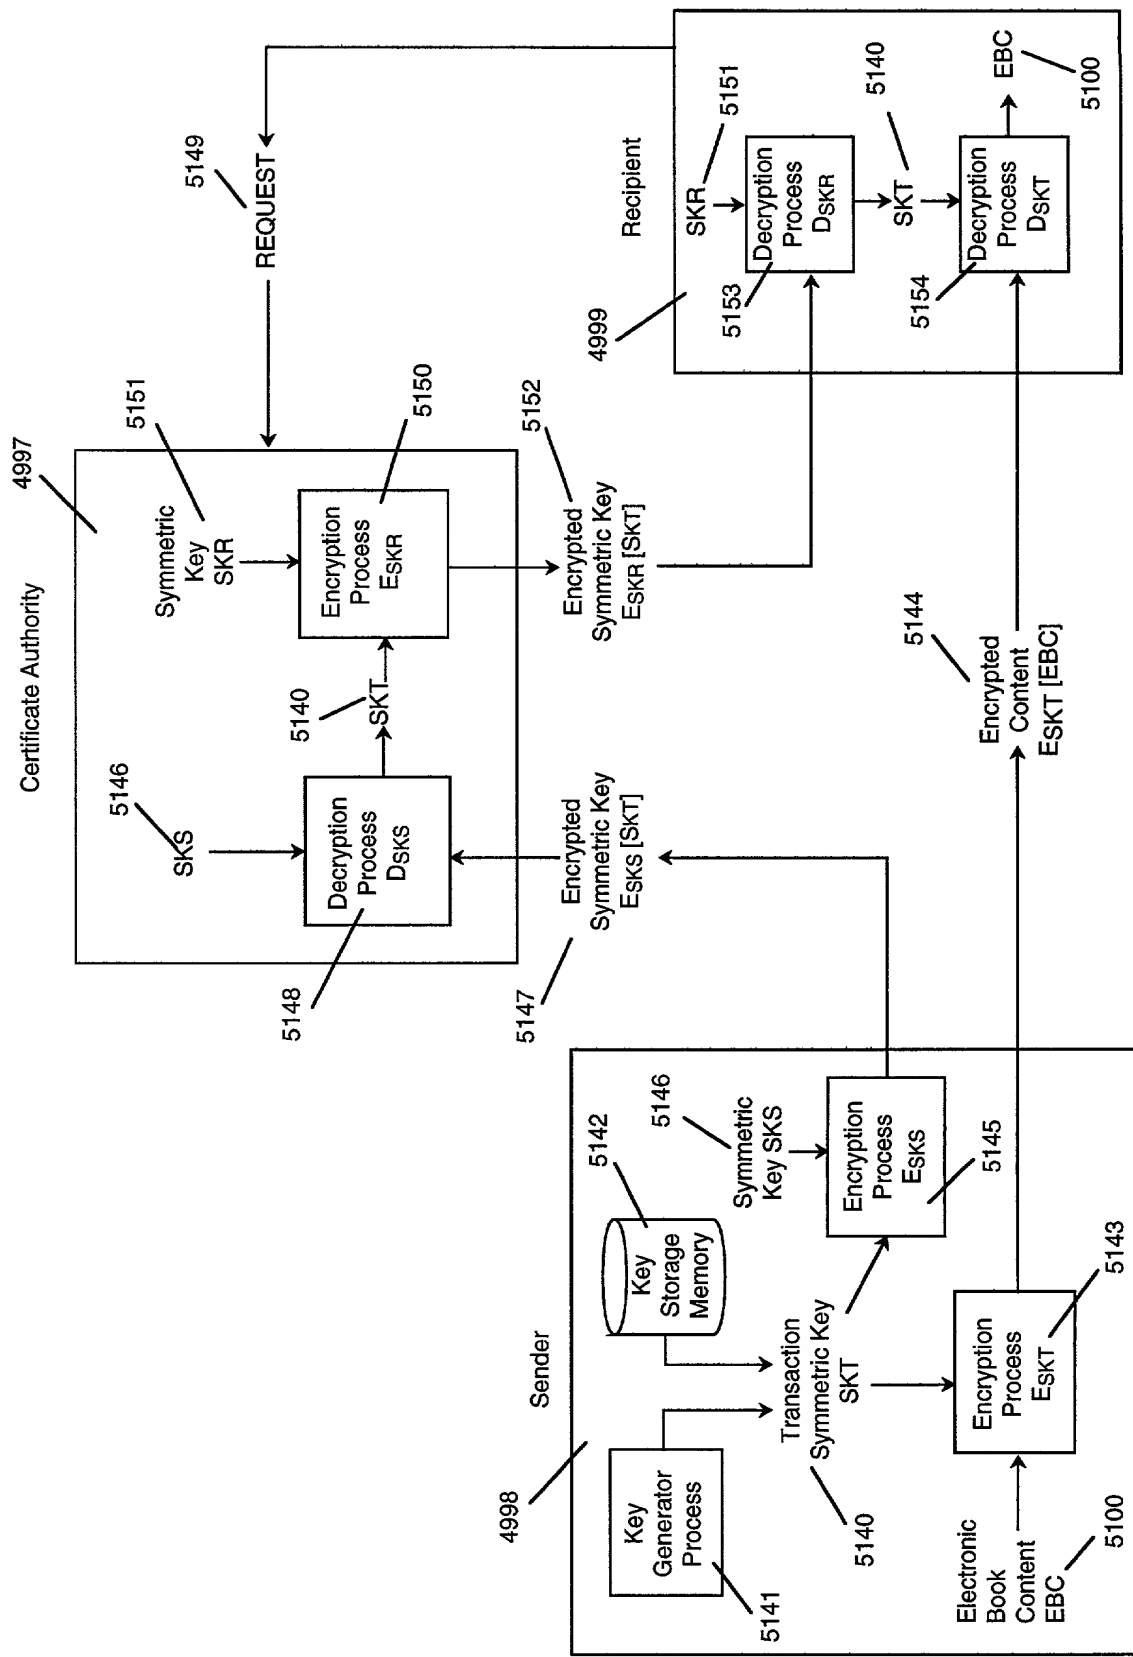 Certificate Authority
4997
5146
SKS
Symmetric
Key
SKR
5151
Decryption
Process
DSKS
5148
5140
SKT
Encryption
Process
ESKR
5150
5149
REQUEST
5147
Encrypted
Symmetric Key
ESKS [SKT]
Encrypted
Symmetric Key
ESKR [SKT]
5152
Sender
4998
Key
Generator
Process
5141
Key
Storage
Memory
5142
Transaction
Symmetric Key
SKT
5140
Symmetric
Key SKS
5146
Encryption
Process
ESKS
5145
Electronic
Book
Content
EBC
5100
Encryption
Process
ESKT
5143
Encrypted
Content
ESKT [EBC]
5144
Recipient
4999
SKR
5151
Decryption
Process
DSKR
5153
SKT
5140
Decryption
Process
DSKT
5154
EBC
5100